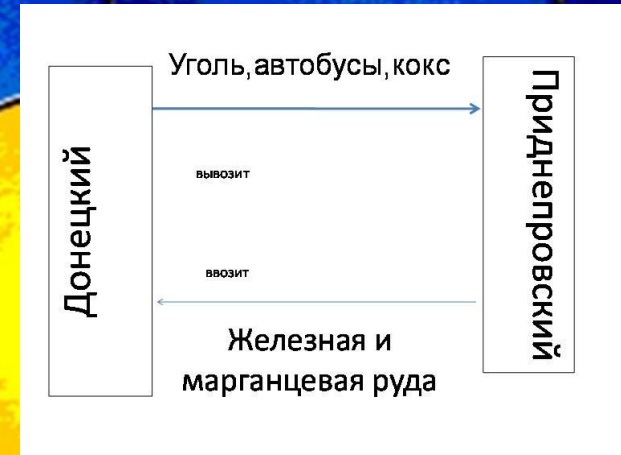 Уголь,автобусы,кокс
Донецкий
Приднепровский
вывозит
ввозит
Железная и
марганцевая руда